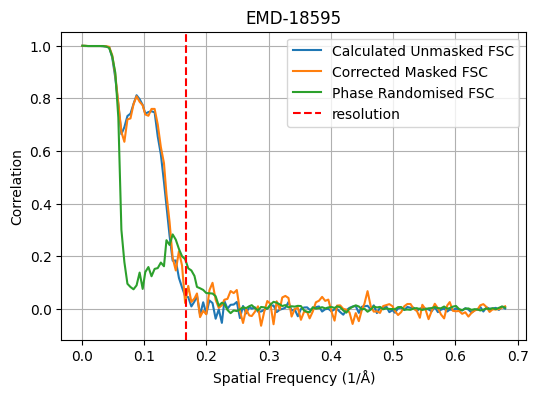 EMD-18595
Calculated Unmasked FSC
Corrected Masked FSC
Phase Randomised FSC
resolution
Correlation
1.0
0.8
0.6
0.4
0.2
0.0
0.0 0.1 0.2 0.3 0.4 0.5 0.6 0.7
Spatial Frequency (1/Å)